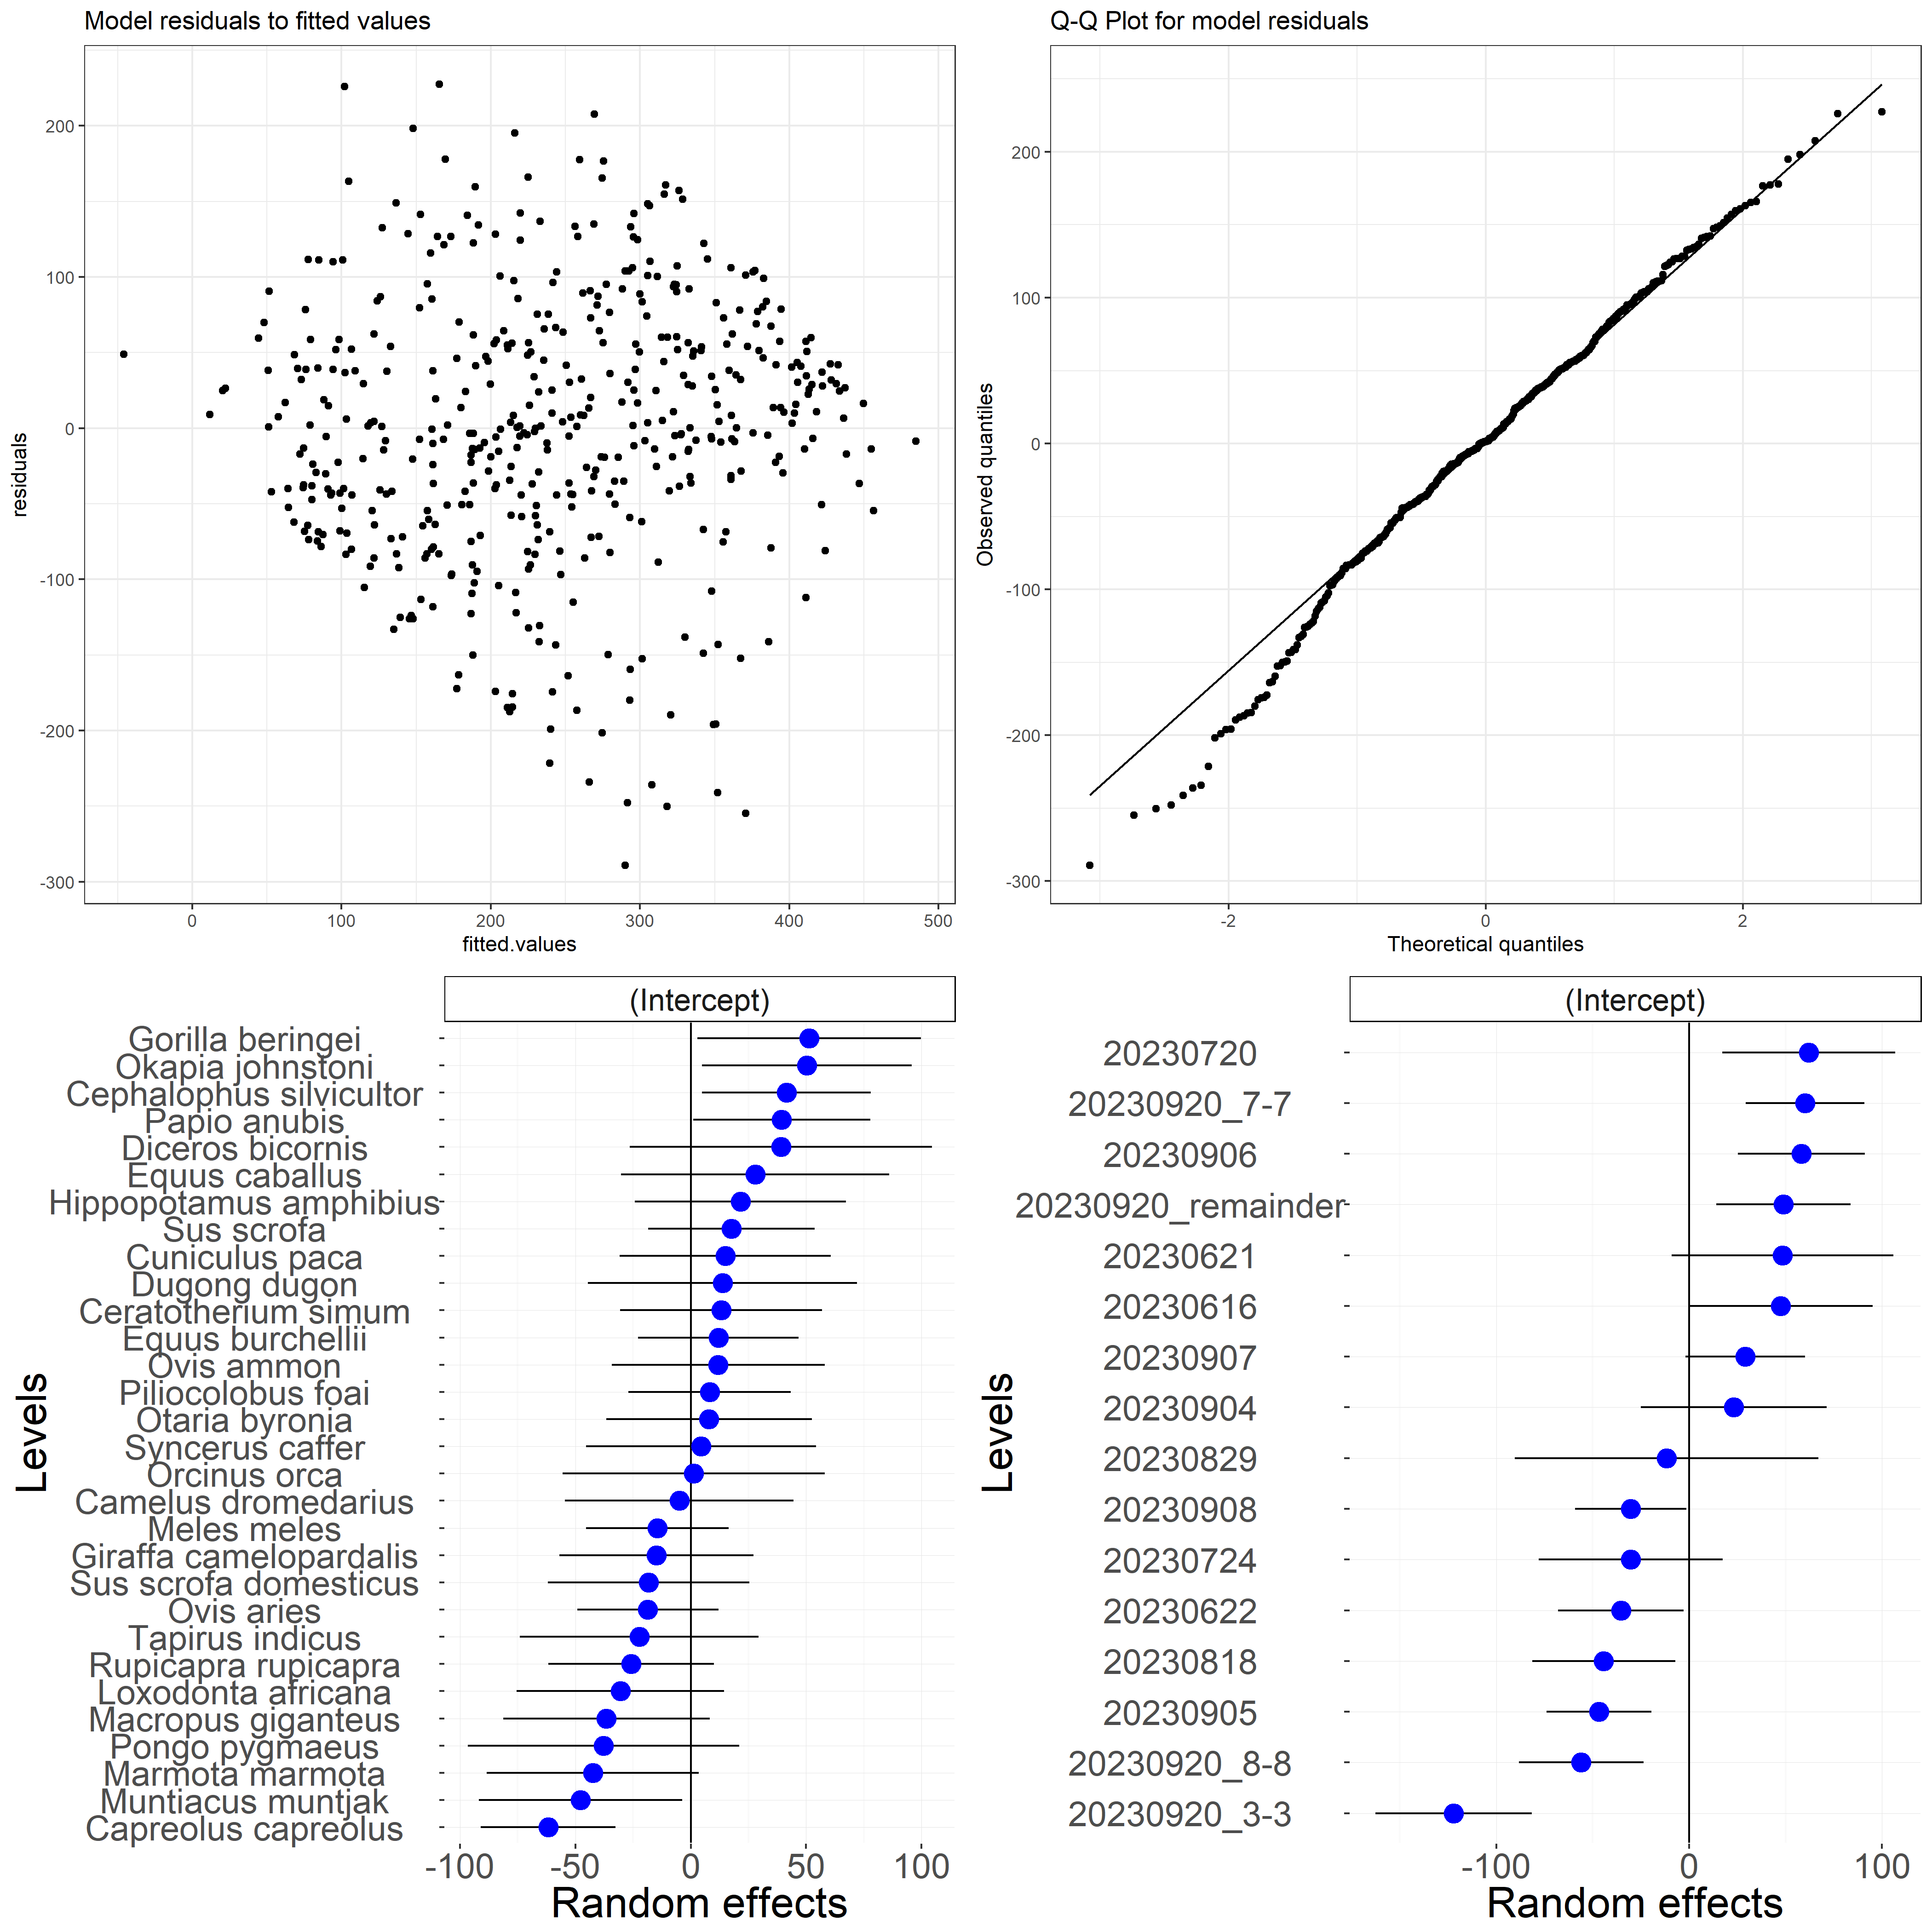 Model residuals to fitted values
200
100
0
-100
-200
-300
residuals
0
100
200
300
400
500
fitted.values
Q-Q Plot for model residuals
200
100
0
-100
-200
-300
Observed quantiles
-2
0
2
Theoretical quantiles
(Intercept)
Gorilla beringei
Okapia johnstoni
Cephalophus silvicultor
Papio anubis
Diceros bicornis
Equus caballus
Hippopotamus amphibius
Sus scrofa
Cuniculus paca
Dugong dugon
Ceratotherium simum
Equus burchellii
Ovis ammon
Piliocolobus foai
Otaria byronia
Syncerus caffer
Orcinus orca
Camelus dromedarius
Meles meles
Giraffa camelopardalis
Sus scrofa domesticus
Ovis aries
Tapirus indicus
Rupicapra rupicapra
Loxodonta africana
Macropus giganteus
Pongo pygmaeus
Marmota marmota
Muntiacus muntjak
Capreolus capreolus
Levels
-100
-50
0
50
100
Random effects
(Intercept)
20230720
20230920_7-7
20230906
20230920_remainder
20230621
20230616
20230907
20230904
20230829
20230908
20230724
20230622
20230818
20230905
20230920_8-8
20230920_3-3
Levels
-100
0
100
Random effects